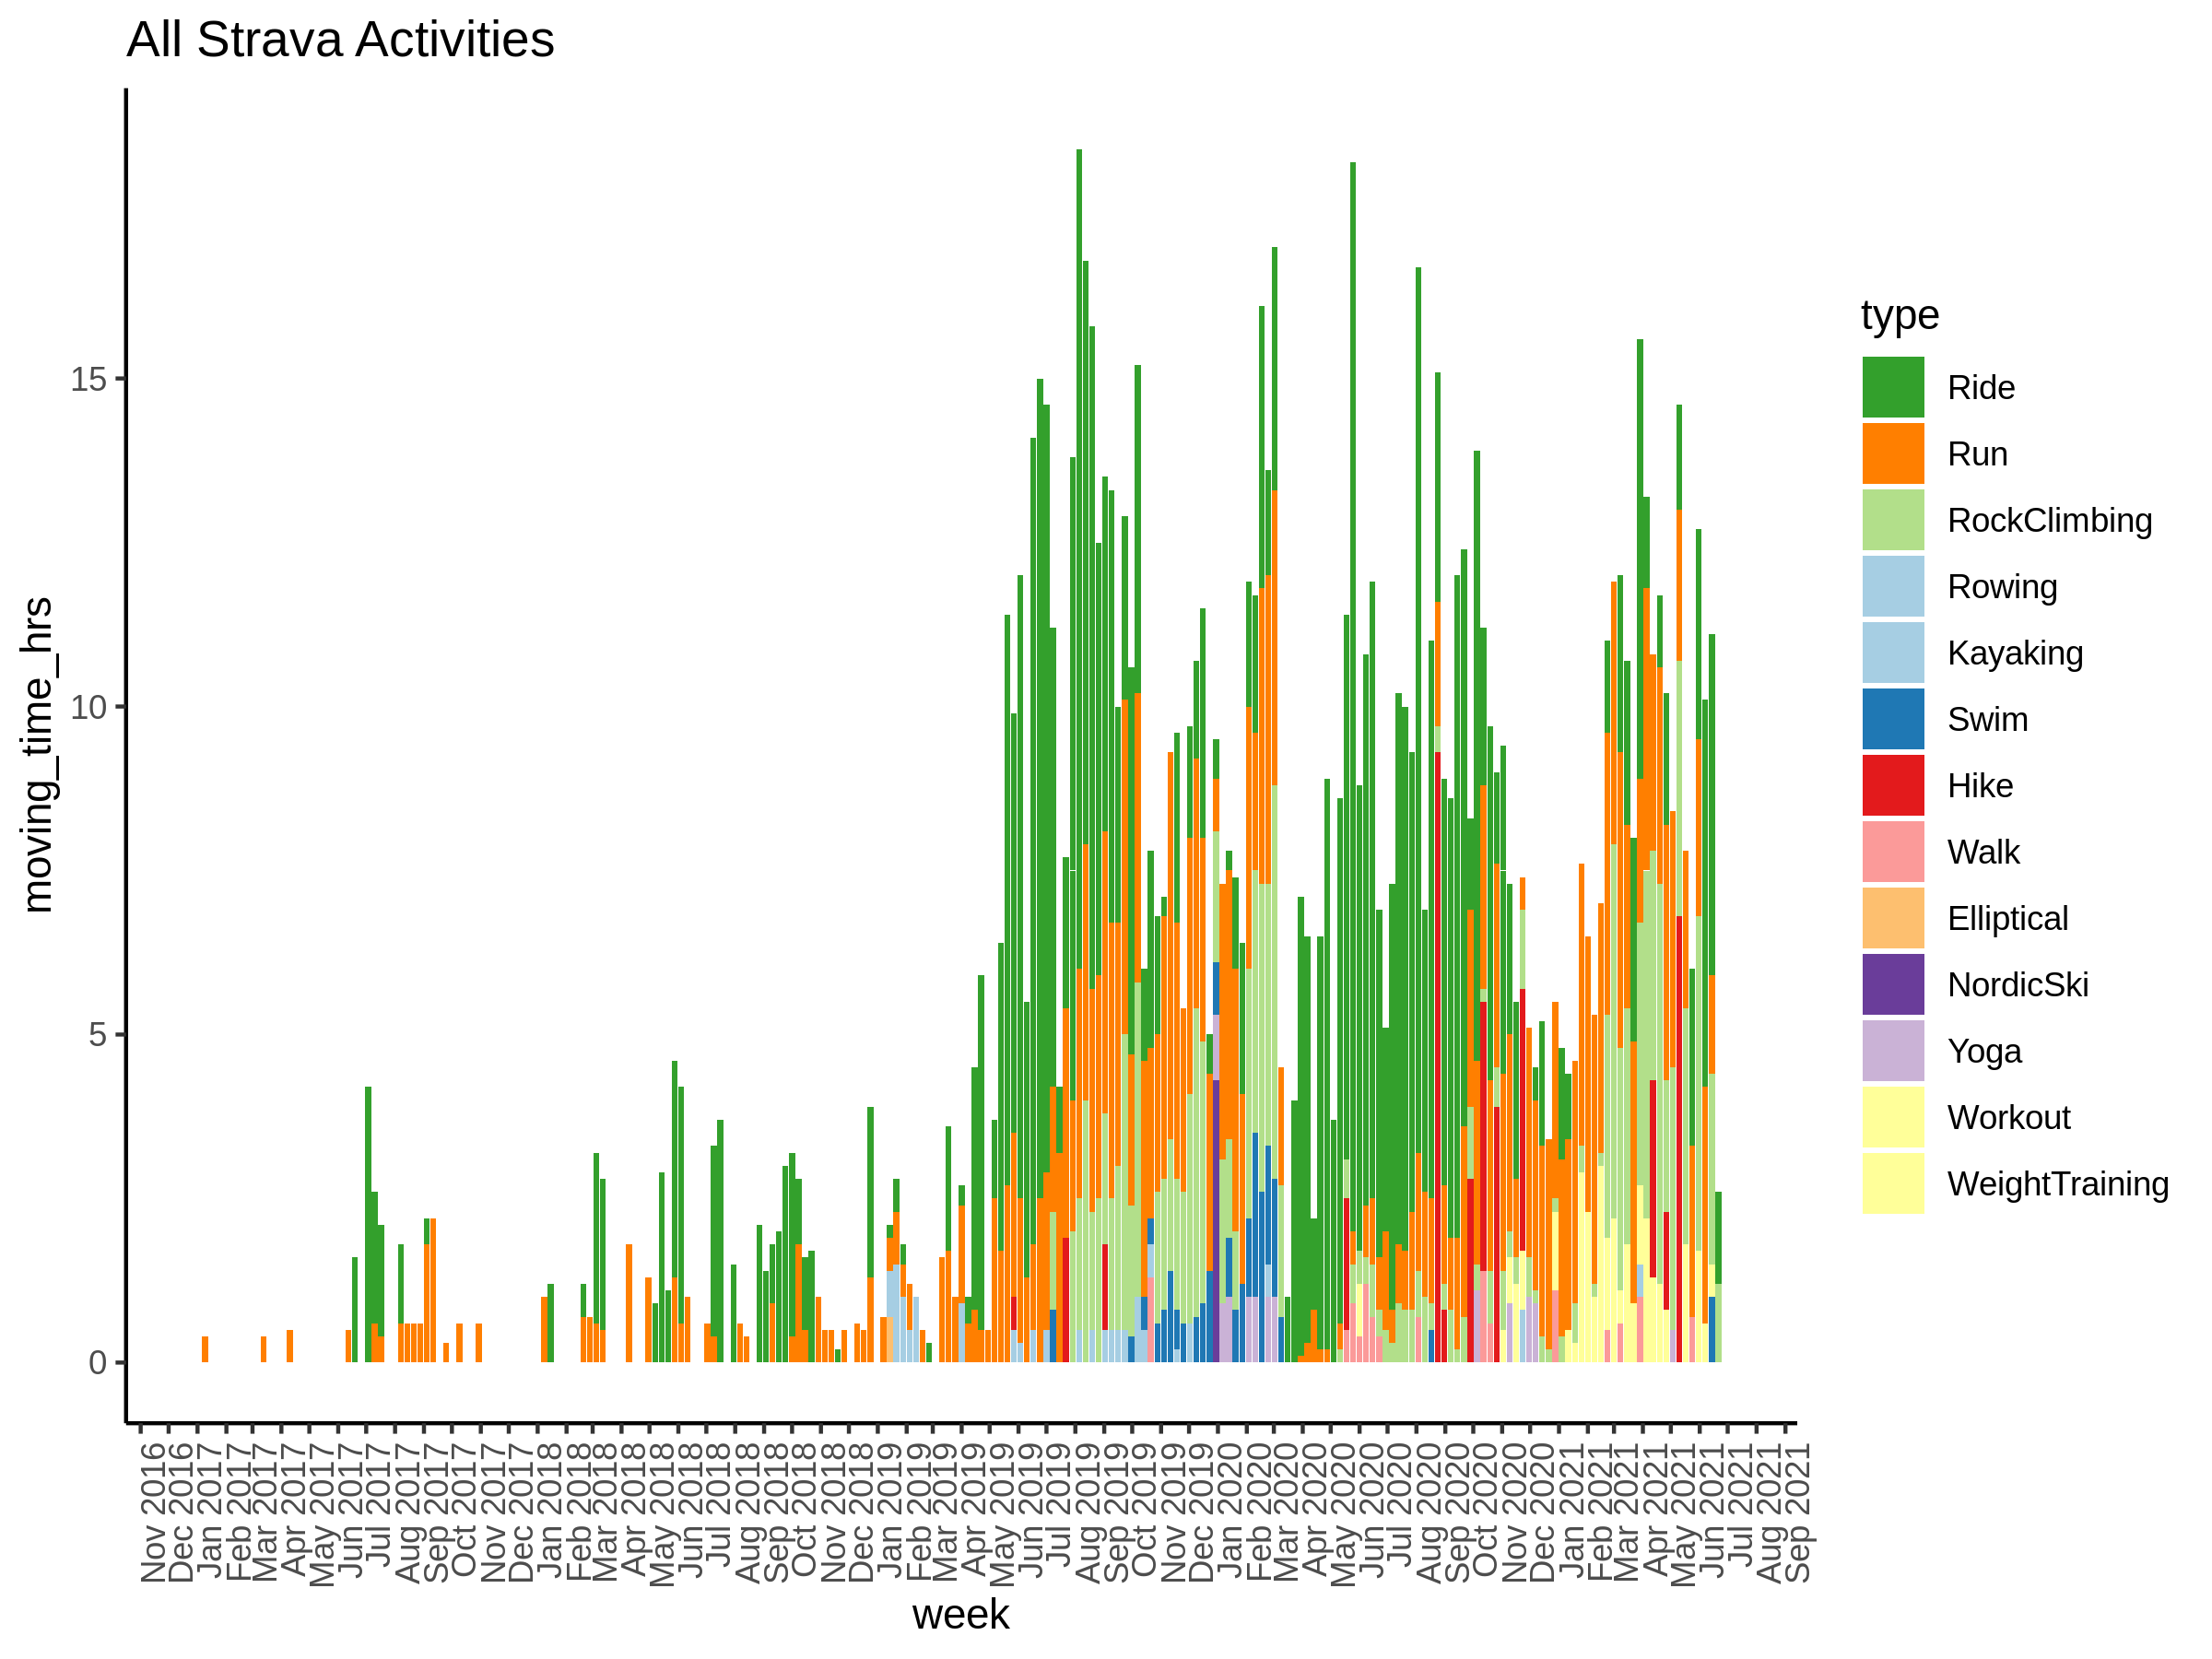 All Strava Activities
moving_time_hrs
15
10
5
0
Nov 2016
Dec 2016
Jan 2017
Feb 2017
Mar 2017
Apr 2017
May 2017
Jun 2017
Jul 2017
Aug 2017
Sep 2017
Oct 2017
Nov 2017
Dec 2017
Jan 2018
Feb 2018
Mar 2018
Apr 2018
May 2018
Jun 2018
Jul 2018
Aug 2018
Sep 2018
Oct 2018
Nov 2018
Dec 2018
Jan 2019
Feb 2019
Mar 2019
Apr 2019
May 2019
Jun 2019
Jul 2019
Aug 2019
Sep 2019
Oct 2019
Nov 2019
Dec 2019
Jan 2020
Feb 2020
Mar 2020
Apr 2020
May 2020
Jun 2020
Jul 2020
Aug 2020
Sep 2020
Oct 2020
Nov 2020
Dec 2020
Jan 2021
Feb 2021
Mar 2021
Apr 2021
May 2021
Jun 2021
Jul 2021
Aug 2021
Sep 2021
week
type
Ride
Run
RockClimbing
Rowing
Kayaking
Swim
Hike
Walk
Elliptical
NordicSki
Yoga
Workout
WeightTraining